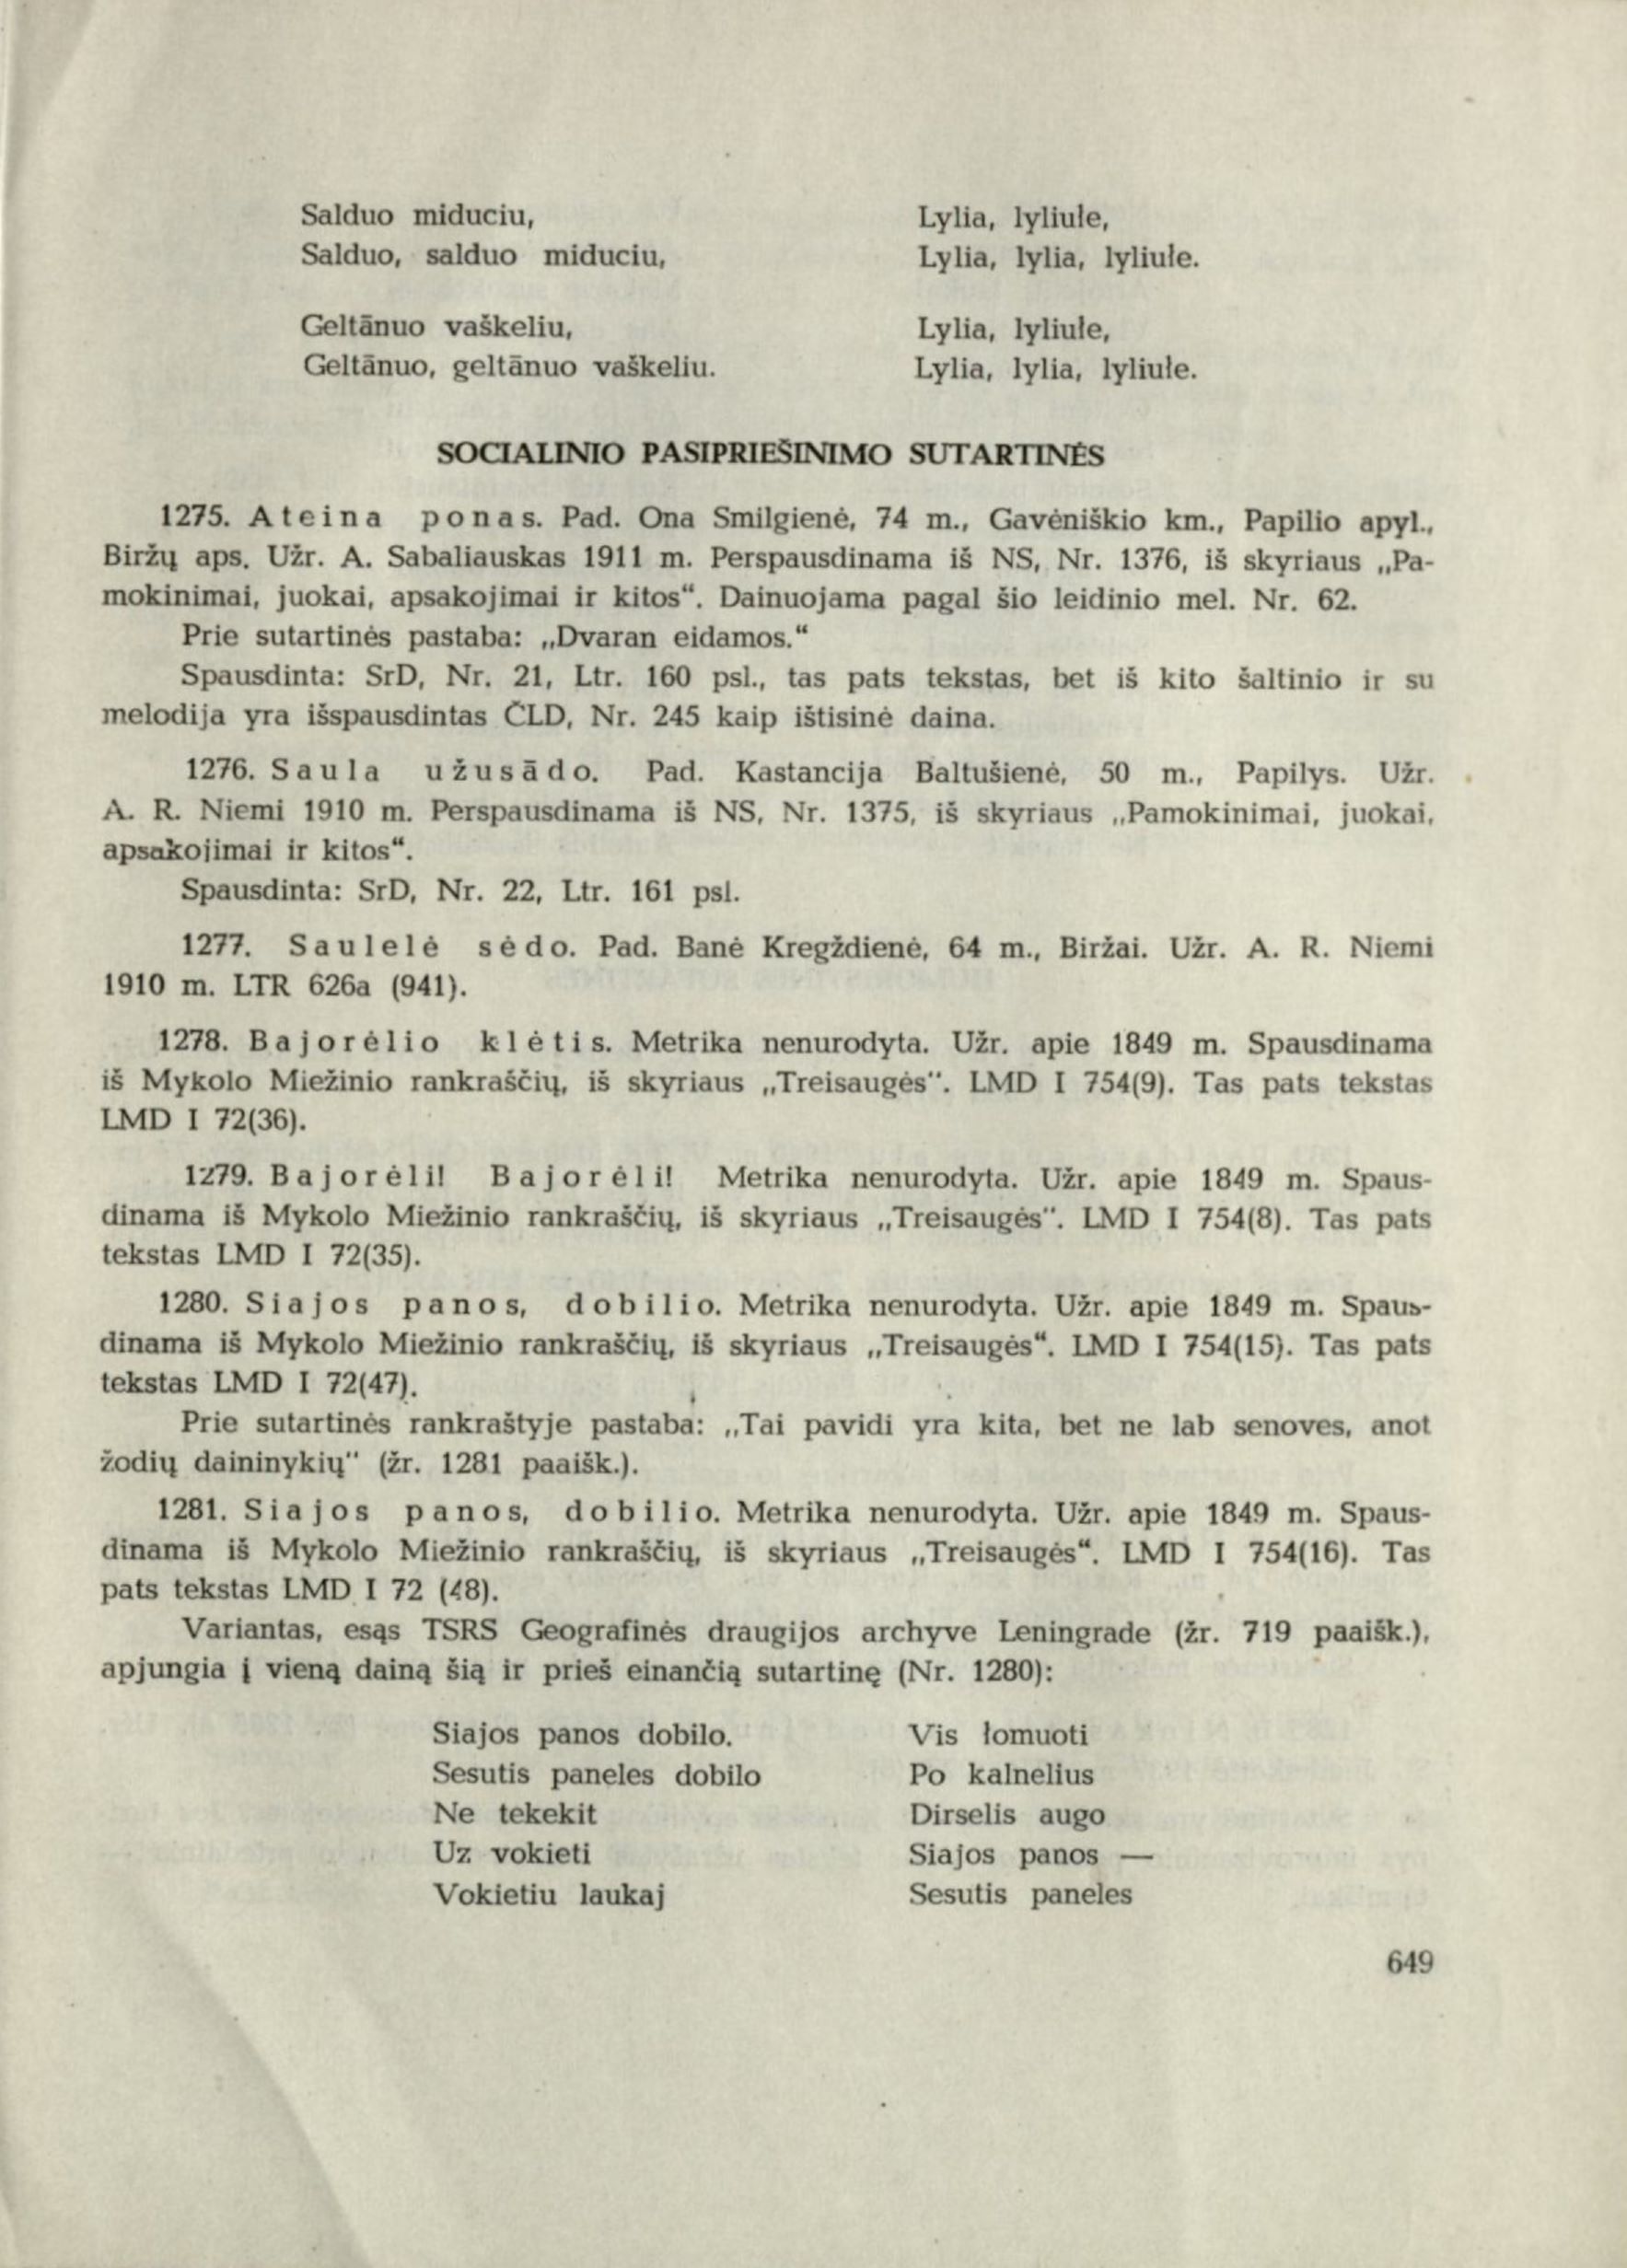 Salduo miduciu,
Salduo, salduo miduciu,
Geltānuo vaškeliu,
Geltānuo, geltānuo vaškeliu.
Lylia, lyliułe,
Lylia, lylia, lyliułe.
Lylia, lyliułe,
Lylia, lylia, lyliułe.
SOCIALINIO PASIPRIEŠINIMO SUTARTINĖS
1275. Ateina ponas. Pad. Ona Smilgienė, 74 m., Gavėniškio km., Papilio apyl.,
Biržų aps. Užr. A. Sabaliauskas 1911 m. Perspausdinama iš NS, Nr. 1376, iš skyriaus „Pa-
mokinimai, juokai, apsakojimai ir kitos“. Dainuojama pagal šio leidinio mel. Nr. 62.
Prie sutartinės pastaba: „Dvaran eidamos.“
Spausdinta: SrD, Nr. 21, Ltr. 160 psl., tas pats tekstas, bet iš kito šaltinio ir su
melodija yra išspausdintas ČLD, Nr. 245 kaip ištisinė daina.
1276. Saula užusādo. Pad. Kastancija Baltušienė, 50 m., Papilys. Užr.
A. R. Niemi 1910 m. Perspausdinama iš NS, Nr. 1375, iš skyriaus „Pamokinimai, juokai,
apsakojimai ir kitos“.
Spausdinta: SrD, Nr. 22, Ltr. 161 psl.
1277. Saulelė sėdo. Pad. Banė Kregždienė, 64 m., Biržai. Užr. A. R. Niemi
1910 m. LTR 626a (941).
1278. Bajorėlio klėtis. Metrika nenurodyta. Užr. apie 1849 m. Spausdinama
iš Mykolo Miežinio rankraščių, iš skyriaus „Treisaugės“. LMD I 754(9). Tas pats tekstas
LMD I 72(36).
1279. Bajorėli! Bajorėli! Metrika nenurodyta. Užr. apie 1849 m. Spaus-
dinama iš Mykolo Miežinio rankraščių, iš skyriaus „Treisaugės“. LMD I 754(8). Tas pats
tekstas LMD I 72(35).
1280. Siajos panos, dobilio. Metrika nenurodyta. Užr. apie 1849 m. Spaus-
dinama iš Mykolo Miežinio rankraščių, iš skyriaus „Treisaugės“. LMD I 754(15). Tas pats
tekstas LMD I 72(47).
Prie sutartinės rankraštyje pastaba: „Tai pavidi yra kita, bet ne lab senoves, anot
žodių daininykių“ (žr. 1281 paaišk.).
1281. Siajos panos, dobilio. Metrika nenurodyta. Užr. apie 1849 m. Spaus-
dinama iš Mykolo Miežinio rankraščių, iš skyriaus „Treisaugės“. LMD I 754(16). Tas
pats tekstas LMD I 72 (48).
Variantas, esąs TSRS Geografinės draugijos archyve Leningrade (žr. 719 paaišk.),
apjungia į vieną dainą šią ir prieš einančią sutartinę (Nr. 1280):
Siajos panos dobilo.
Sesutis paneles dobilo
Ne tekekit
Uz vokieti
Vokietiu laukaj
Vis łomuoti
Po kalnelius
Dirselis augo
Siajos panos —
Sesutis paneles
649